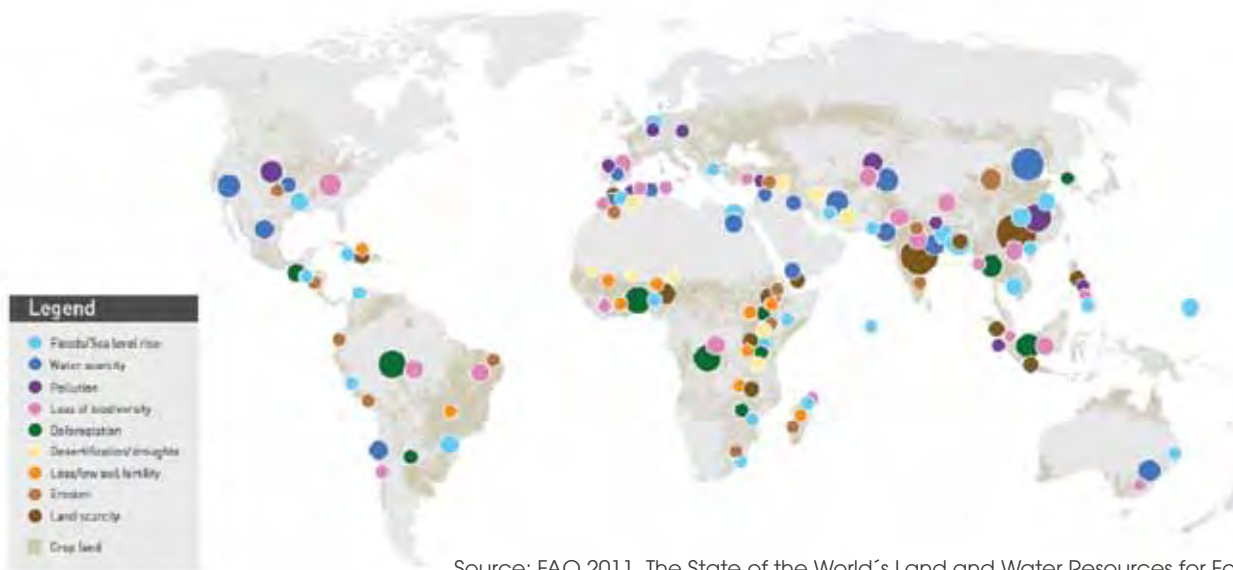 Legend
Floods/Sea level rise
Water scarcity
Pollution
Loss of biodiversity
Deforestation
Desertification/droughts
Loss/low soil fertility
Erosion
Land scarcity
Crop land
Source: FAO 2011, The State of the World´s Land and Water Resources for Fo